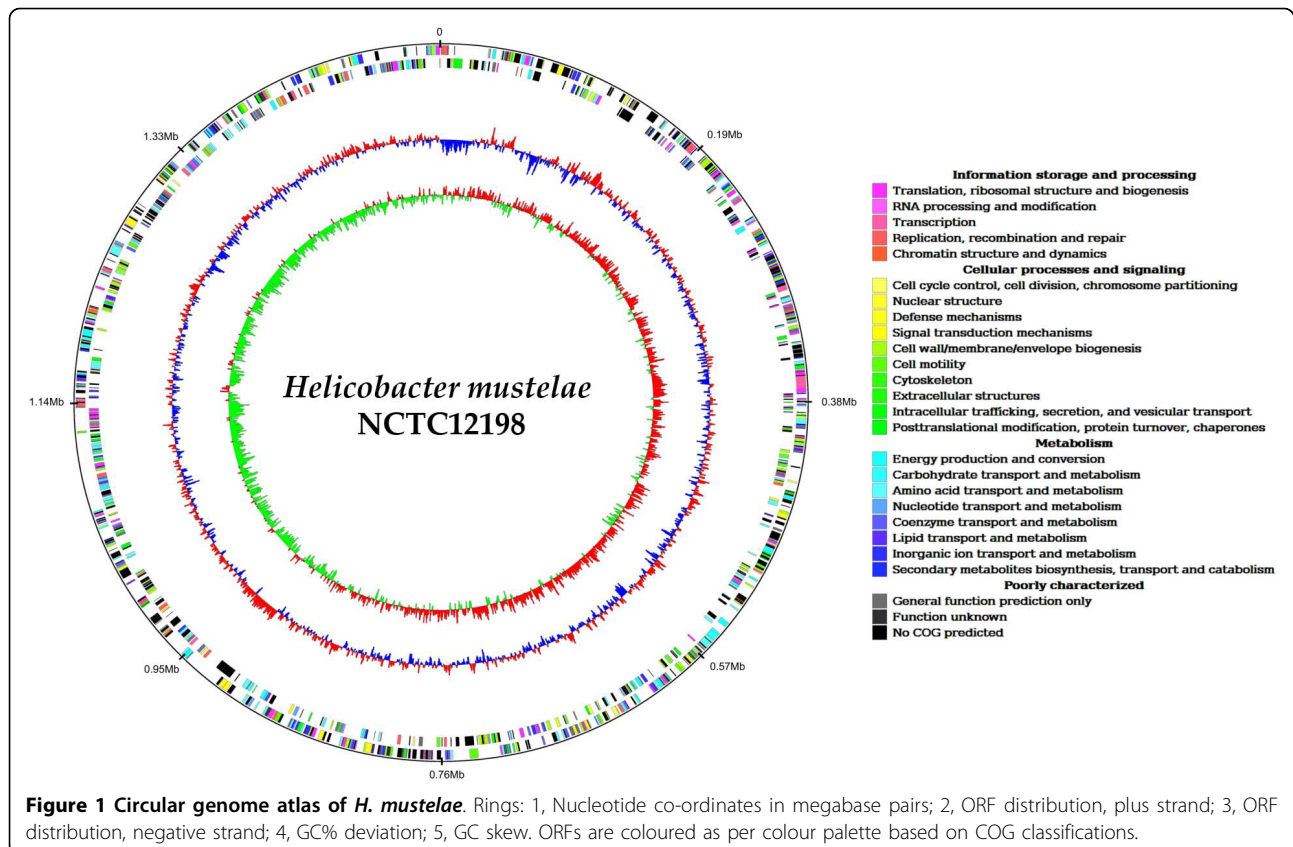 0
0.19Mb
0.38Mb
0.57Mb
0.76Mb
0.95Mb
1.14Mb
1.33Mb
Helicobacter mustelae
NCTC12198
Information storage and processing
Translation, ribosomal structure and biogenesis
RNA processing and modification
Transcription
Replication, recombination and repair
Chromatin structure and dynamics
Cellular processes and signaling
Cell cycle control, cell division, chromosome partitioning
Nuclear structure
Defense mechanisms
Signal transduction mechanisms
Cell wall/membrane/envelope biogenesis
Cell motility
Cytoskeleton
Extracellular structures
Intracellular trafficking, secretion, and vesicular transport
Posttranslational modification, protein turnover, chaperones
Metabolism
Energy production and conversion
Carbohydrate transport and metabolism
Amino acid transport and metabolism
Nucleotide transport and metabolism
Coenzyme transport and metabolism
Lipid transport and metabolism
Inorganic ion transport and metabolism
Secondary metabolites biosynthesis, transport and catabolism
Poorly characterized
General function prediction only
Function unknown
No COG predicted
Figure 1 Circular genome atlas of H. mustelae. Rings: 1, Nucleotide co-ordinates in megabase pairs; 2, ORF distribution, plus strand; 3, ORF
distribution, negative strand; 4, GC% deviation; 5, GC skew. ORFs are coloured as per colour palette based on COG classifications.